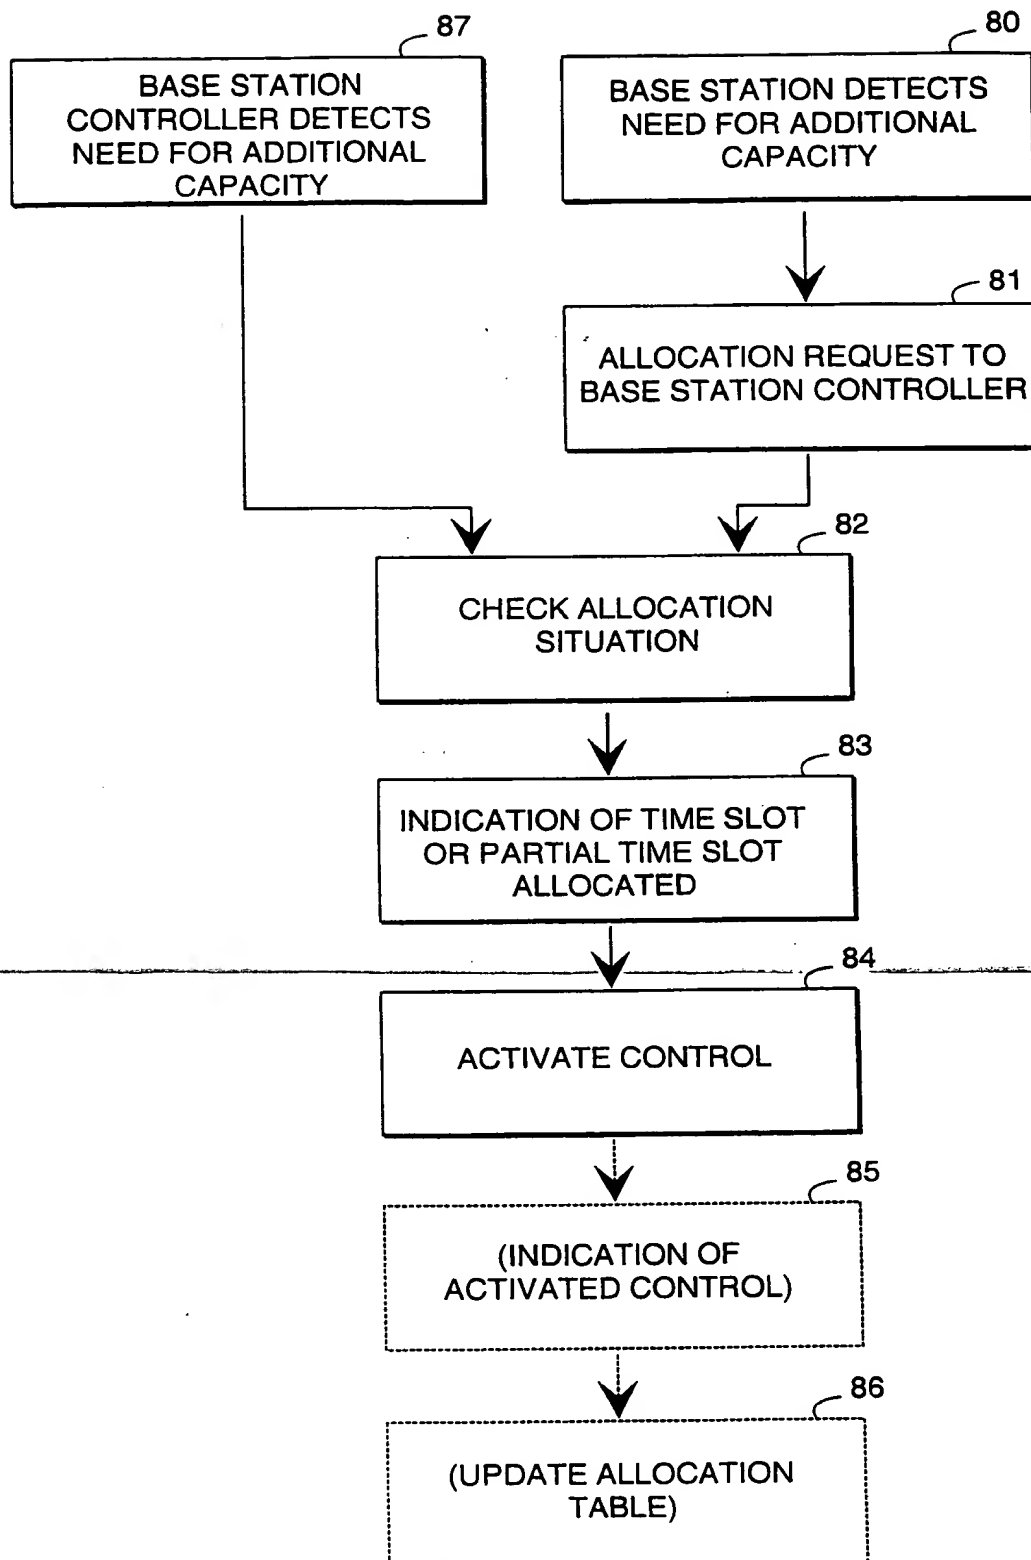 87
BASE STATION
CONTROLLER DETECTS
NEED FOR ADDITIONAL
CAPACITY
80
BASE STATION DETECTS
NEED FOR ADDITIONAL
CAPACITY
81
ALLOCATION REQUEST TO
BASE STATION CONTROLLER
82
CHECK ALLOCATION
SITUATION
83
INDICATION OF TIME SLOT
OR PARTIAL TIME SLOT
ALLOCATED
84
ACTIVATE CONTROL
85
(INDICATION OF
ACTIVATED CONTROL)
86
(UPDATE ALLOCATION
TABLE)